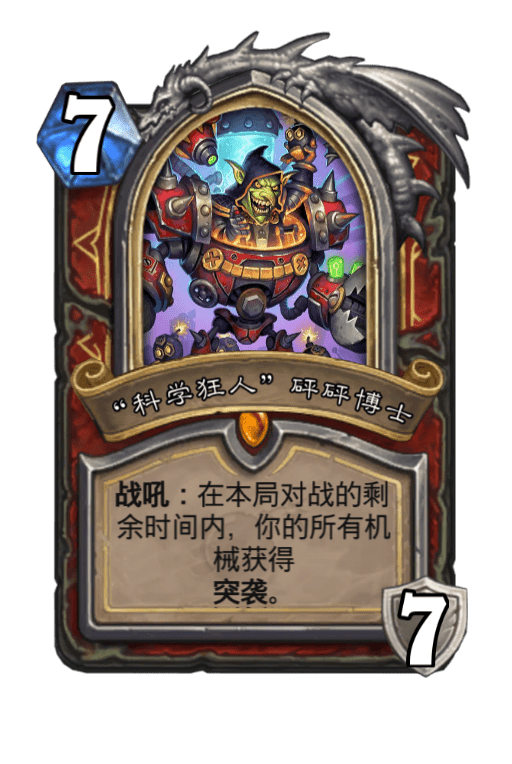 7
“科学狂人”砰砰博士
战吼：在本局对战的剩
余时间内，你的所有机
械获得
突袭。
7